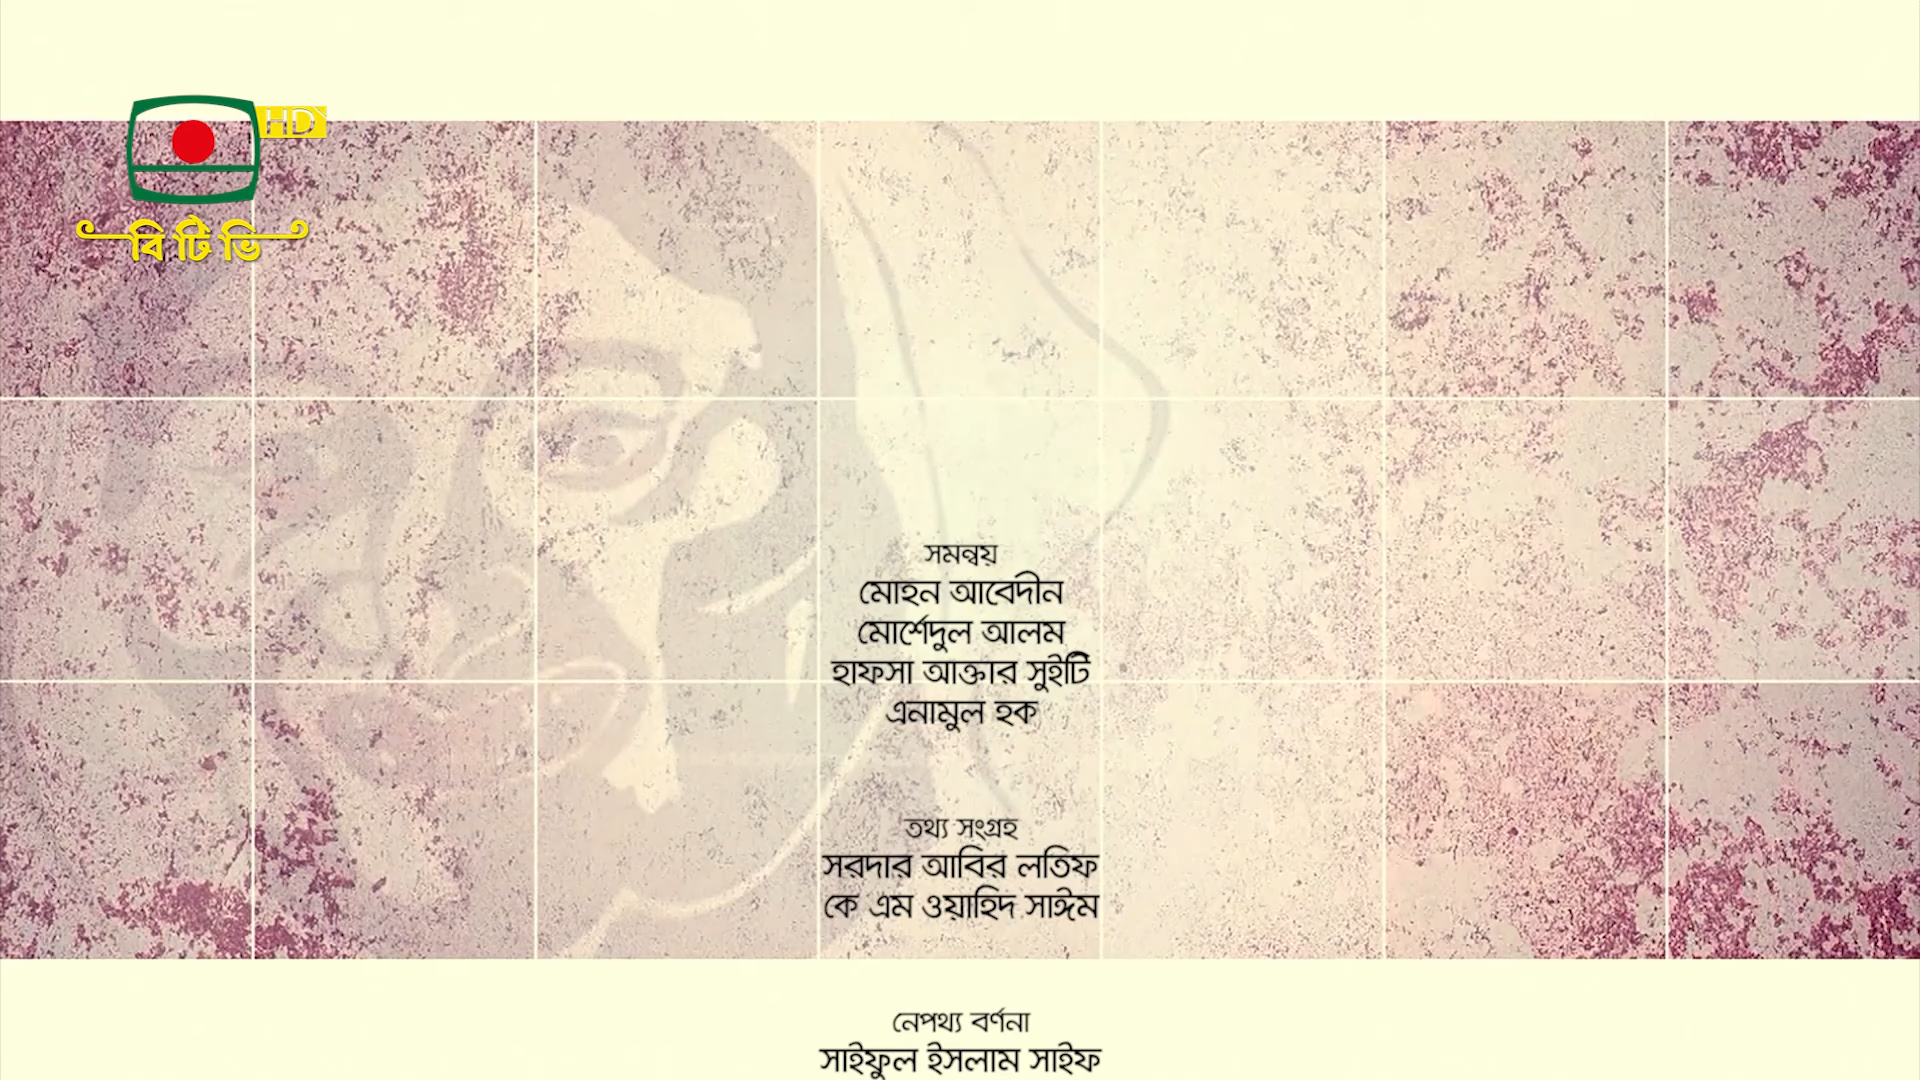 HD
বি টি ভি
সমন্বয়
মোহন আবেদীন
মোর্শেদুল আলম
হাফসা আক্তার সুইটি
এনামুল হক
তথ্য সংগ্রহ
সরদার আবির লতিফ
কে এম ওয়াহিদ সাঈম
নেপথ্য বর্ণনা
সাইফুল ইসলাম সাইফ